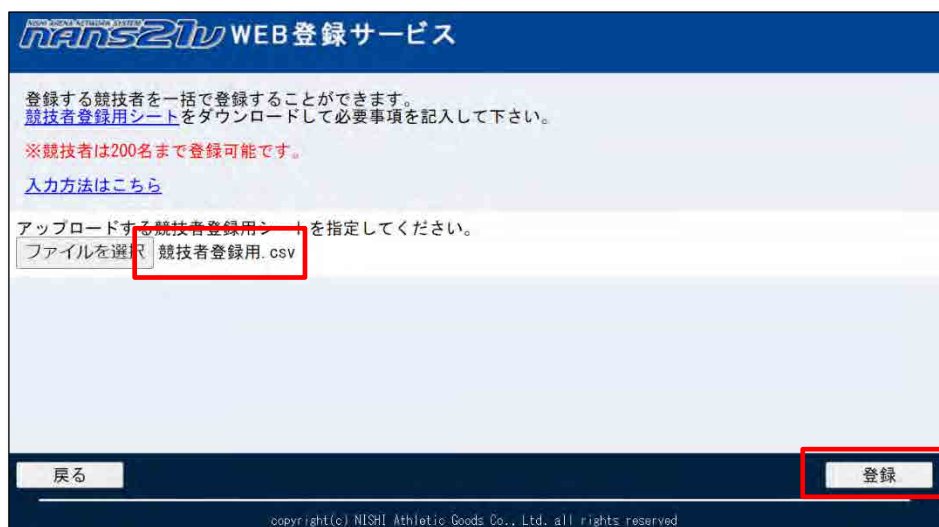 NISHI ARENA NETWORK SYSTEM
NANS21V WEB登録サービス
登録する競技者を一括で登録することができます。
競技者登録用シートをダウンロードして必要事項を記入して下さい。
※競技者は200名まで登録可能です。
入力方法はこちら
アップロードする競技者登録用シートを指定してください。
ファイルを選択 競技者登録用.csv
戻る 登録
copyright(c) NISHI Athletic Goods Co., Ltd. all rights reserved